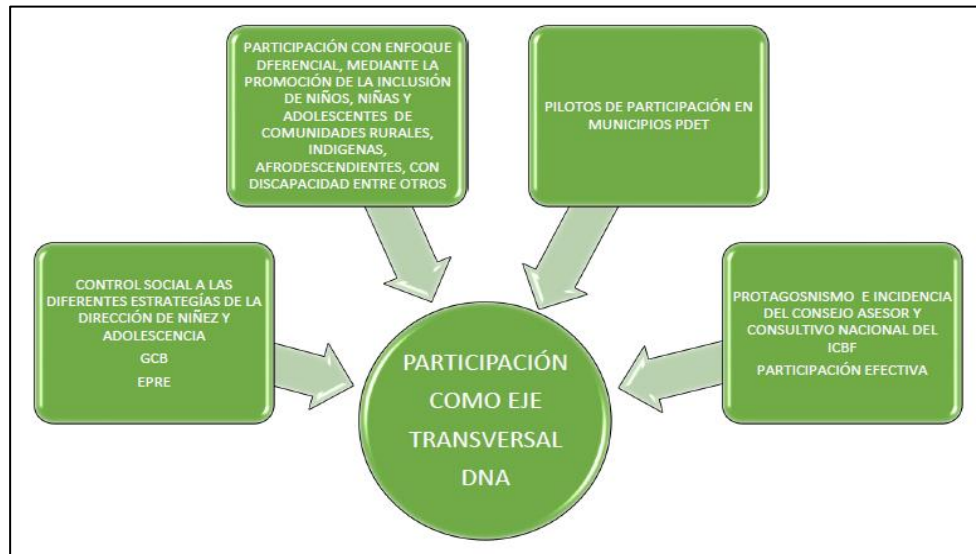 PARTICIPACIÓN CON ENFOQUE
DFERENCIAL, MEDIANTE LA
PROMOCIÓN DE LA INCLUSIÓN
DE NIÑOS, NIÑAS Y
ADOLESCENTES DE
COMUNIDADES RURALES,
INDIGENAS,
AFRODESCENDIENTES, CON
DISCAPACIDAD ENTRE OTROS
PILOTOS DE PARTICIPACIÓN EN
MUNICIPIOS PDET
CONTROL SOCIAL A LAS
DIFERENTES ESTRATEGÍAS DE LA
DIRECCIÓN DE NIÑEZ Y
ADOLESCENCIA
GCB
EPRE
PROTAGOSNISMO E INCIDENCIA
DEL CONSEJO ASESOR Y
CONSULTIVO NACIONAL DEL
ICBF
PARTICIPACIÓN EFECTIVA
PARTICIPACIÓN
COMO EJE
TRANSVERSAL
DNA